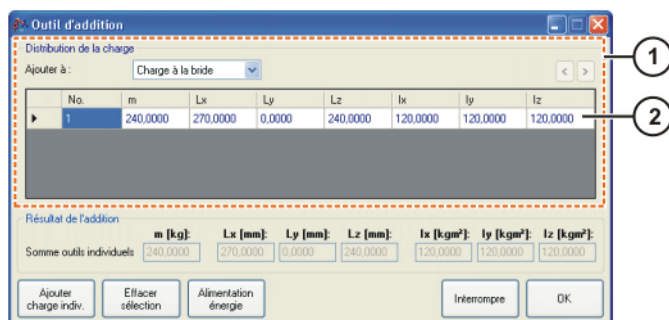 Outil d'addition
Distribution de la charge
Ajouter à : Charge à la bride < >
No. m Lx Ly Lz Ix Iy Iz
1 240,0000 270,0000 0,0000 240,0000 120,0000 120,0000 120,0000
Résultat de l'addition
m [kg]: Lx [mm]: Ly [mm]: Lz [mm]: Ix [kgm²]: Iy [kgm²]: Iz [kgm²]:
Somme outils individuels 240,0000 270,0000 0,0000 240,0000 120,0000 120,0000 120,0000
Ajouter charge indiv. Effacer sélection Alimentation énergie Interrompre OK
1
2